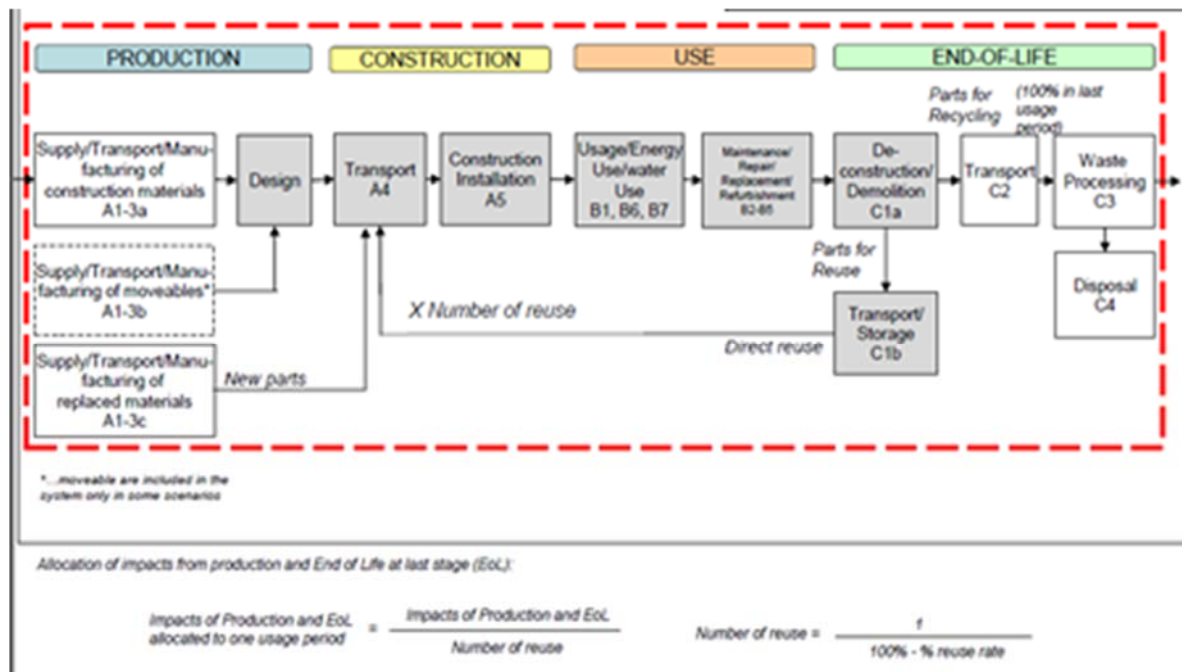 PRODUCTION
CONSTRUCTION
USE
END-OF-LIFE
Parts for
Recycling
(100% in last
usage
period)
Supply/Transport/Manu-
facturing of
construction materials
A1-3a
Design
Transport
A4
Construction
Installation
A5
Usage/Energy
Use/water
Use
B1, B6, B7
Maintenance/
Repair/
Replacement/
Refurbishment
B2-B5
De-
construction/
Demolition
C1a
Transport
C2
Waste
Processing
C3
Supply/Transport/Manu-
facturing of moveables*
A1-3b
Parts for
Reuse
Disposal
C4
X Number of reuse
Transport/
Storage
C1b
Direct reuse
Supply/Transport/Manu-
facturing of
replaced materials
A1-3c
New parts
*...moveable are included in the
system only in some scenarios
Allocation of impacts from production and End of Life at last stage (EoL):
Impacts of Production and EoL
allocated to one usage period
=
Impacts of Production and EoL
Number of reuse
Number of reuse =
1
100% - % reuse rate